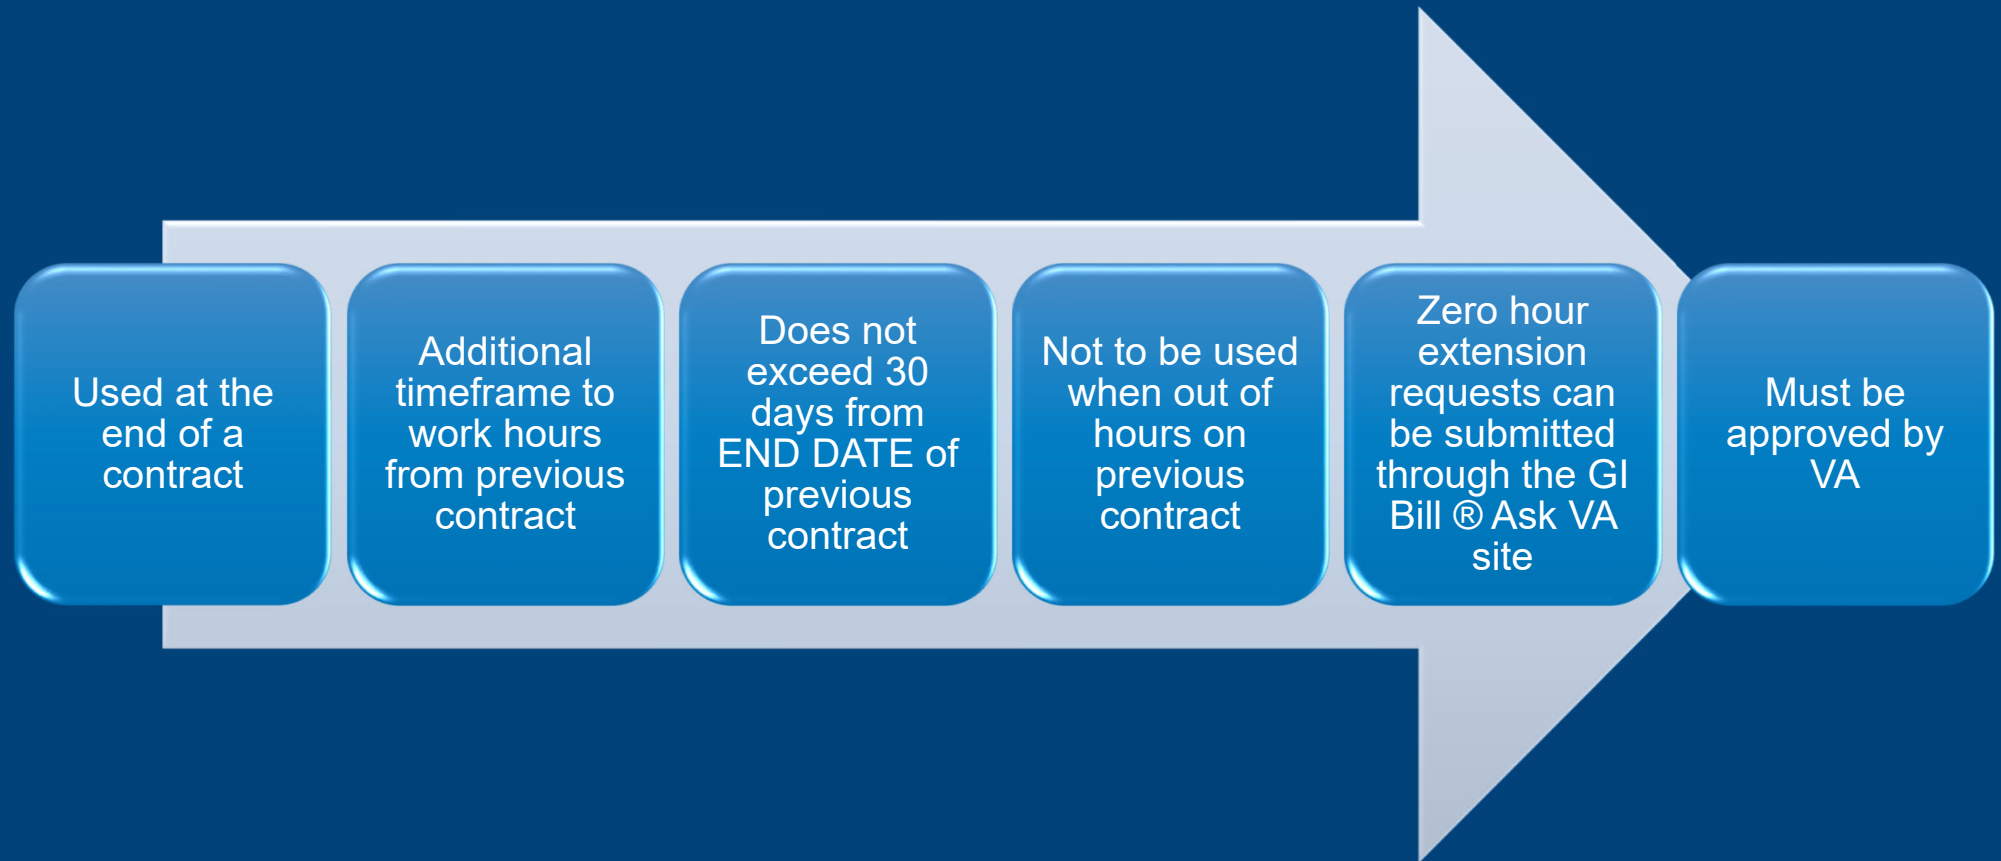 Used at the
end of a
contract
Additional
timeframe to
work hours
from previous
contract
Does not
exceed 30
days from
END DATE of
previous
contract
Not to be used
when out of
hours on
previous
contract
Zero hour
extension
requests can
be submitted
through the GI
Bill ® Ask VA
site
Must be
approved by
VA